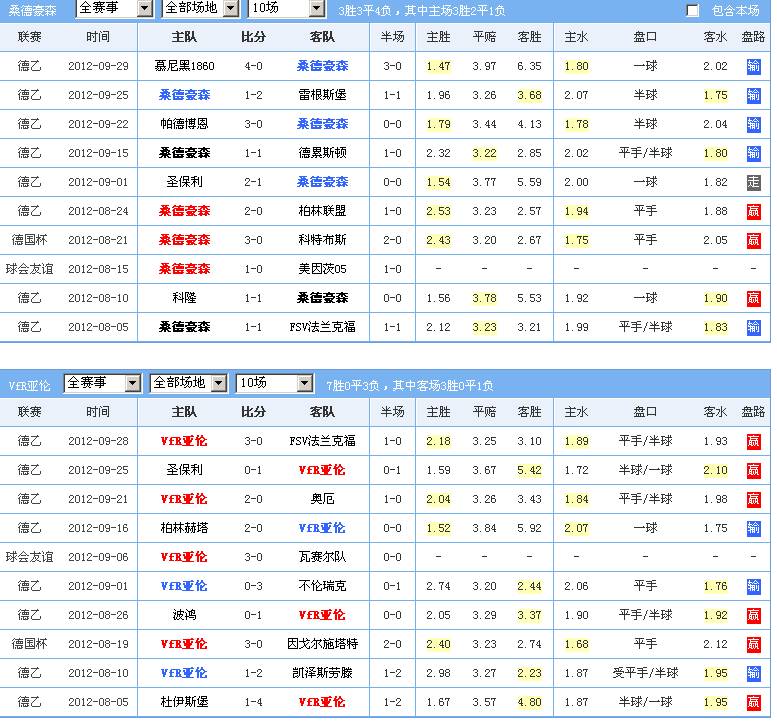 桑德豪森 全赛事 全部场地 10场 3胜3平4负，其中主场3胜2平1负 包含本场
联赛 时间 主队 比分 客队 半场 主胜 平赔 客胜 主水 盘口 客水 盘路
德乙 2012-09-29 慕尼黑1860 4-0 桑德豪森 3-0 1.47 3.97 6.35 1.80 一球 2.02 输
德乙 2012-09-25 桑德豪森 1-2 雷根斯堡 1-1 1.96 3.26 3.68 2.07 半球 1.75 输
德乙 2012-09-22 帕德博恩 3-0 桑德豪森 0-0 1.79 3.44 4.13 1.78 半球 2.04 输
德乙 2012-09-15 桑德豪森 1-1 德累斯顿 1-0 2.32 3.22 2.85 2.02 平手/半球 1.80 输
德乙 2012-09-01 圣保利 2-1 桑德豪森 0-0 1.54 3.77 5.59 2.00 一球 1.82 走
德乙 2012-08-24 桑德豪森 2-0 柏林联盟 1-0 2.53 3.23 2.57 1.94 平手 1.88 赢
德国杯 2012-08-21 桑德豪森 3-0 科特布斯 2-0 2.43 3.20 2.67 1.75 平手 2.05 赢
球会友谊 2012-08-15 桑德豪森 1-0 美因茨05 1-0 - - - - - - -
德乙 2012-08-10 科隆 1-1 桑德豪森 0-0 1.56 3.78 5.53 1.92 一球 1.90 赢
德乙 2012-08-05 桑德豪森 1-1 FSV法兰克福 1-1 2.12 3.23 3.21 1.99 平手/半球 1.83 输
VfR亚伦 全赛事 全部场地 10场 7胜0平3负，其中客场3胜0平1负
联赛 时间 主队 比分 客队 半场 主胜 平赔 客胜 主水 盘口 客水 盘路
德乙 2012-09-28 VfR亚伦 3-0 FSV法兰克福 1-0 2.18 3.25 3.10 1.89 平手/半球 1.93 赢
德乙 2012-09-25 圣保利 0-1 VfR亚伦 0-1 1.59 3.67 5.42 1.72 半球/一球 2.10 赢
德乙 2012-09-21 VfR亚伦 2-0 奥厄 1-0 2.04 3.26 3.43 1.84 平手/半球 1.98 赢
德乙 2012-09-16 柏林赫塔 2-0 VfR亚伦 0-0 1.52 3.84 5.92 2.07 一球 1.75 输
球会友谊 2012-09-06 VfR亚伦 3-0 瓦赛尔队 0-0 - - - - - - -
德乙 2012-09-01 VfR亚伦 0-3 不伦瑞克 0-1 2.74 3.20 2.44 2.06 平手 1.76 输
德乙 2012-08-26 波鸿 0-1 VfR亚伦 0-0 2.05 3.29 3.37 1.90 平手/半球 1.92 赢
德国杯 2012-08-19 VfR亚伦 3-0 因戈尔施塔特 2-0 2.40 3.23 2.74 1.68 平手 2.12 赢
德乙 2012-08-10 VfR亚伦 1-2 凯泽斯劳滕 1-2 2.98 3.27 2.23 1.87 受平手/半球 1.95 输
德乙 2012-08-05 杜伊斯堡 1-4 VfR亚伦 1-2 1.67 3.57 4.80 1.87 半球/一球 1.95 赢